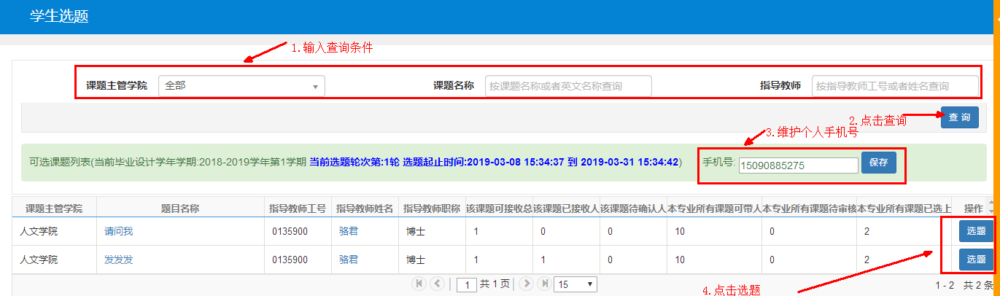 学生选题
1.输入查询条件
课题主管学院 全部 课题名称 按课题名称或者英文名称查询 指导教师 按指导教师工号或者姓名查询
2.点击查询 查 询
3.维护个人手机号
可选课题列表(当前毕业设计学年学期:2018-2019学年第1学期 当前选题轮次第:1轮 选题起止时间:2019-03-08 15:34:37 到 2019-03-31 15:34:42) 手机号: 15090885275 保存
课题主管学院 题目名称 指导教师工号 指导教师姓名 指导教师职称 该课题可接收总 该课题已接收人 该课题待确认人 本专业所有课题可带人 本专业所有课题待审核 本专业所有课题已选上 操作
人文学院 请问我 0135900 骆君 博士 1 0 0 10 0 2 选题
人文学院 发发发 0135900 骆君 博士 1 1 0 10 0 2 选题
1 共 1 页 15 1 - 2 共 2 条
4.点击选题